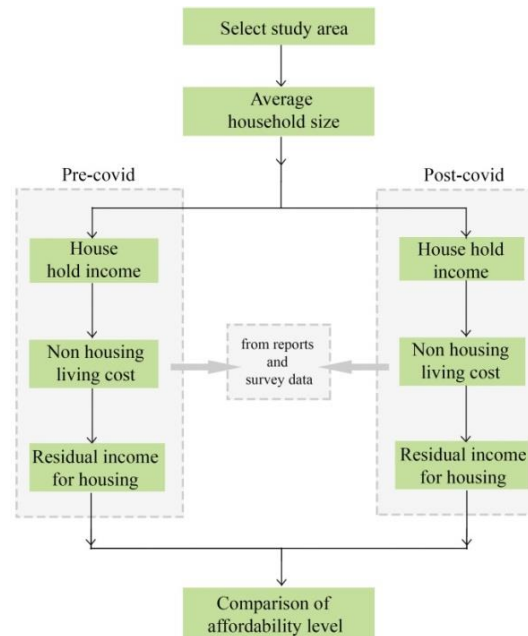 Select study area
Average
household size
Pre-covid
Post-covid
House
hold income
House hold
income
Non housing
living cost
from reports
and
survey data
Non housing
living cost
Residual income
for housing
Residual income
for housing
Comparison of
affordability level